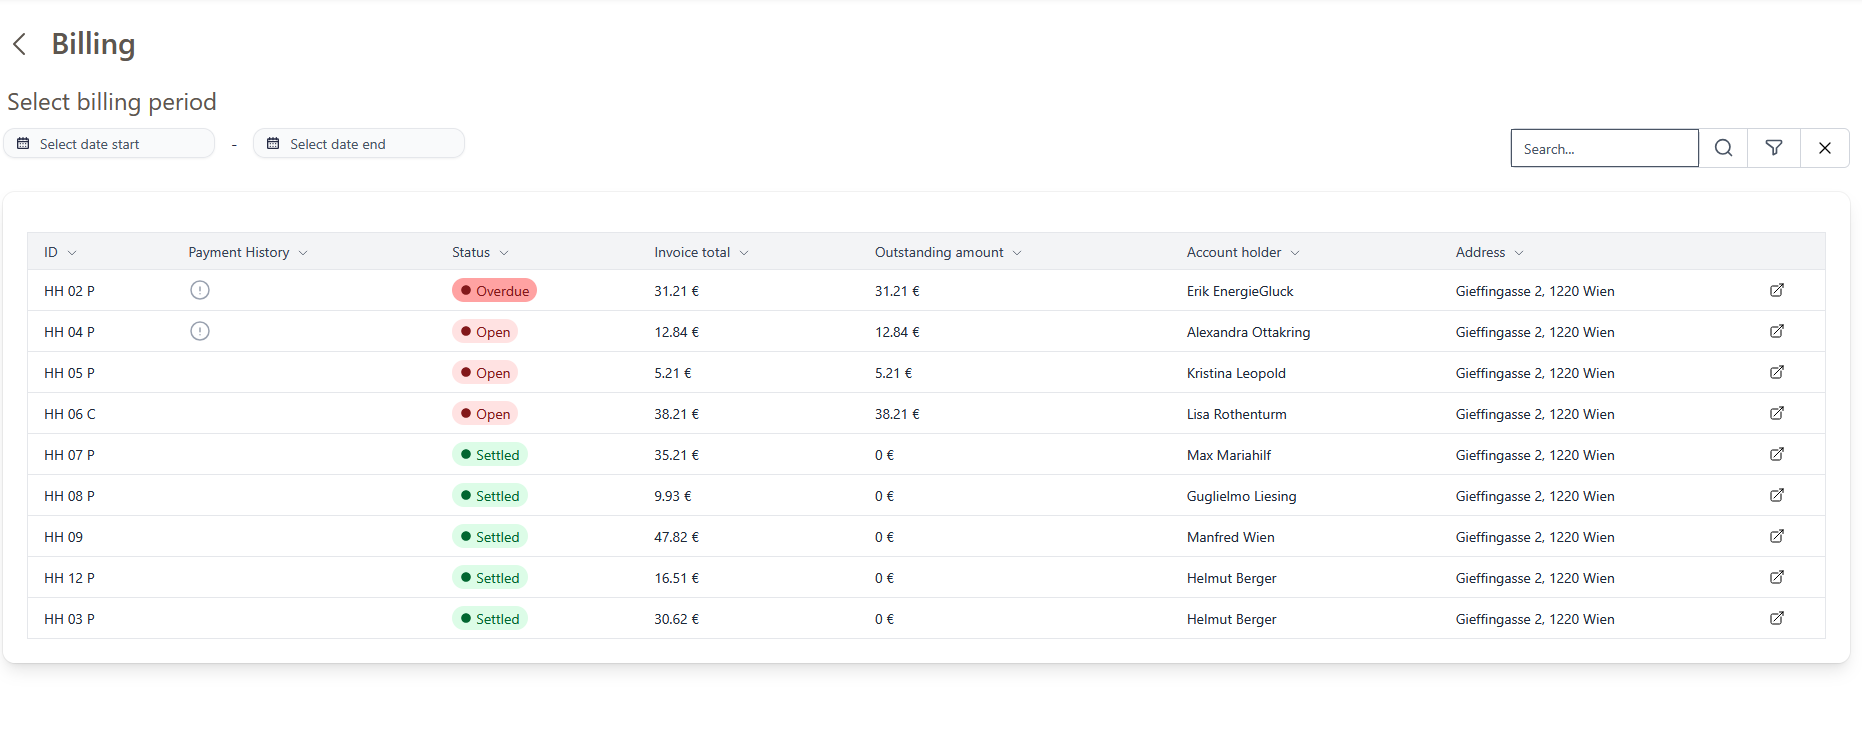 Billing
Select billing period
Select date start - Select date end Search...
ID Payment History Status Invoice total Outstanding amount Account holder Address
HH 02 P Overdue 31.21 € 31.21 € Erik EnergieGluck Gieffingasse 2, 1220 Wien
HH 04 P Open 12.84 € 12.84 € Alexandra Ottakring Gieffingasse 2, 1220 Wien
HH 05 P Open 5.21 € 5.21 € Kristina Leopold Gieffingasse 2, 1220 Wien
HH 06 C Open 38.21 € 38.21 € Lisa Rothenturm Gieffingasse 2, 1220 Wien
HH 07 P Settled 35.21 € 0 € Max Mariahilf Gieffingasse 2, 1220 Wien
HH 08 P Settled 9.93 € 0 € Guglielmo Liesing Gieffingasse 2, 1220 Wien
HH 09 Settled 47.82 € 0 € Manfred Wien Gieffingasse 2, 1220 Wien
HH 12 P Settled 16.51 € 0 € Helmut Berger Gieffingasse 2, 1220 Wien
HH 03 P Settled 30.62 € 0 € Helmut Berger Gieffingasse 2, 1220 Wien